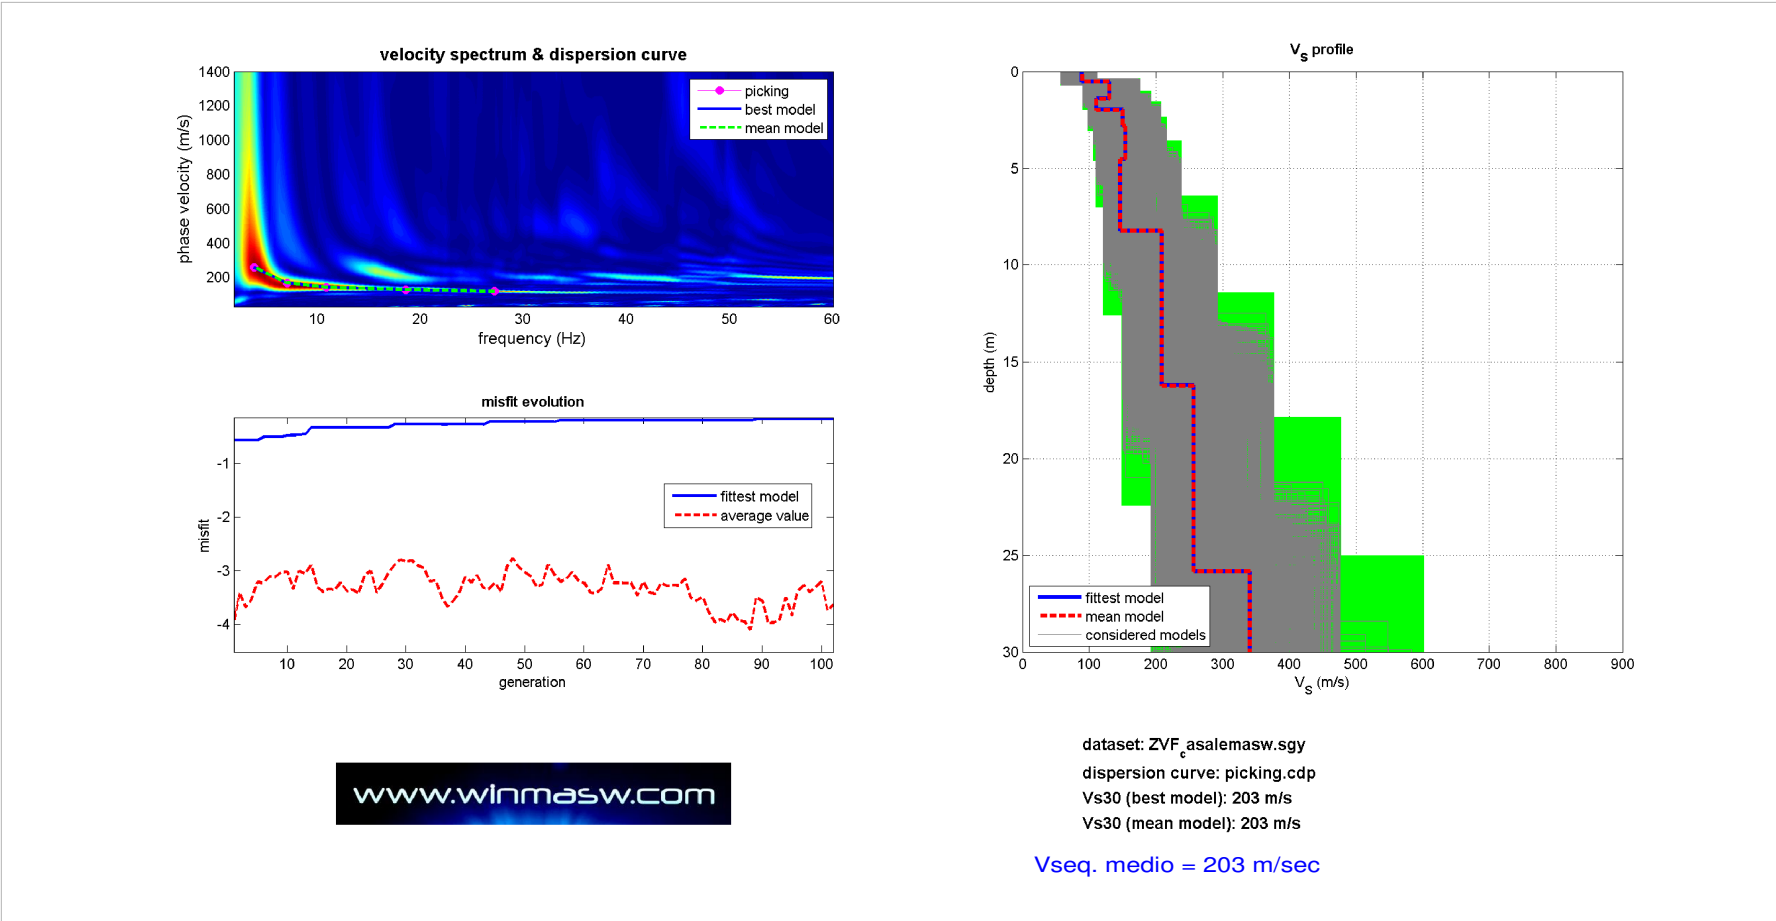 velocity spectrum & dispersion curve
1400
1200
1000
800
600
400
200
phase velocity (m/s)
picking
best model
mean model
10
20
30
40
50
60
frequency (Hz)
misfit evolution
-1
-2
-3
-4
misfit
fittest model
average value
10
20
30
40
50
60
70
80
90
100
generation
www.winmasw.com
VS profile
0
5
10
15
20
25
30
depth (m)
fittest model
mean model
considered models
0
100
200
300
400
500
600
700
800
900
VS (m/s)
dataset: ZVFcasalemasw.sgy
dispersion curve: picking.cdp
Vs30 (best model): 203 m/s
Vs30 (mean model): 203 m/s
Vseq. medio = 203 m/sec